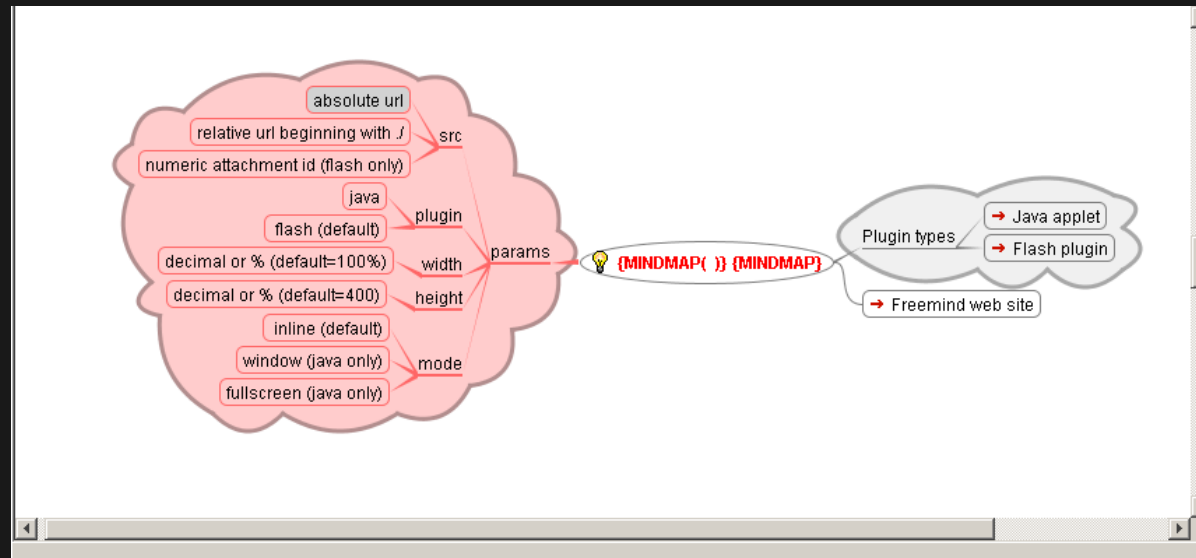 absolute url
relative url beginning with ./
numeric attachment id (flash only)
src
java
flash (default)
plugin
decimal or % (default=100%)
width
decimal or % (default=400)
height
inline (default)
window (java only)
fullscreen (java only)
mode
params
{MINDMAP( )} {MINDMAP}
Plugin types
Java applet
Flash plugin
Freemind web site